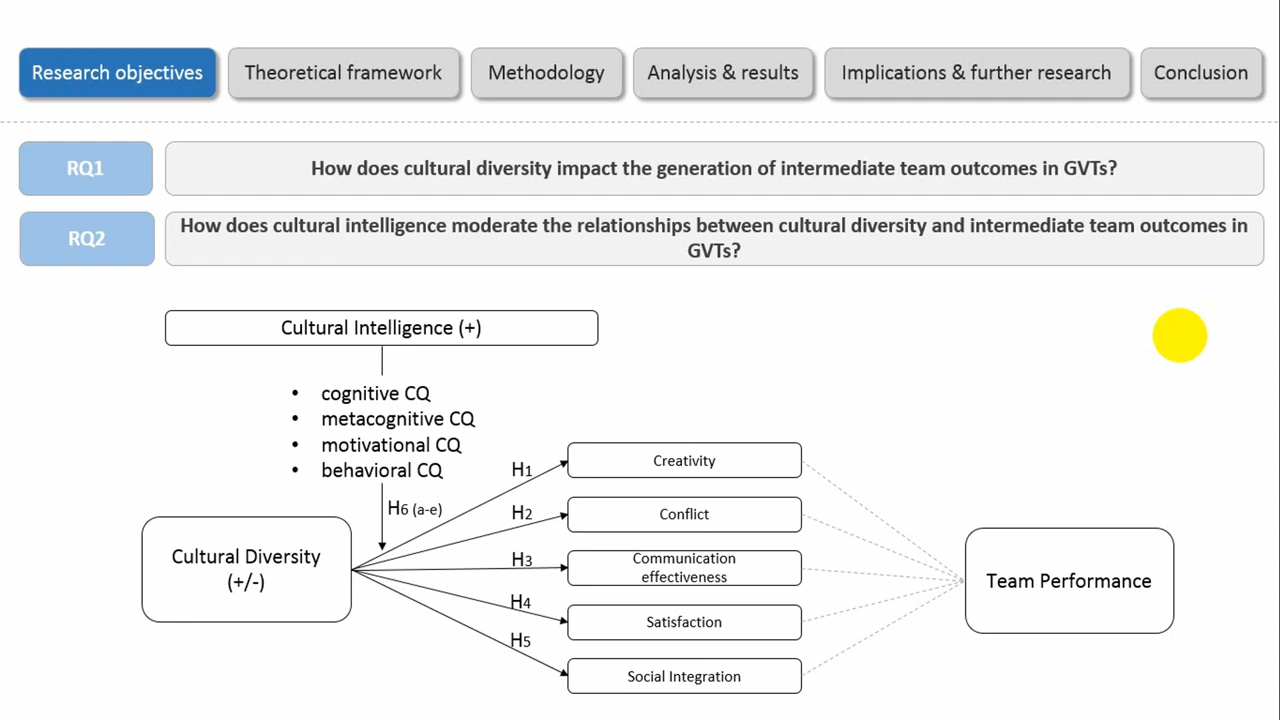 Research objectives
Theoretical framework
Methodology
Analysis & results
Implications & further research
Conclusion
RQ1
How does cultural diversity impact the generation of intermediate team outcomes in GVTs?
RQ2
How does cultural intelligence moderate the relationships between cultural diversity and intermediate team outcomes in
GVTs?
Cultural Intelligence (+)
• cognitive CQ
• metacognitive CQ
• motivational CQ
• behavioral CQ
H6 (a-e)
Cultural Diversity
(+/-)
H1
H2
H3
H4
H5
Creativity
Conflict
Communication
effectiveness
Satisfaction
Social Integration
Team Performance